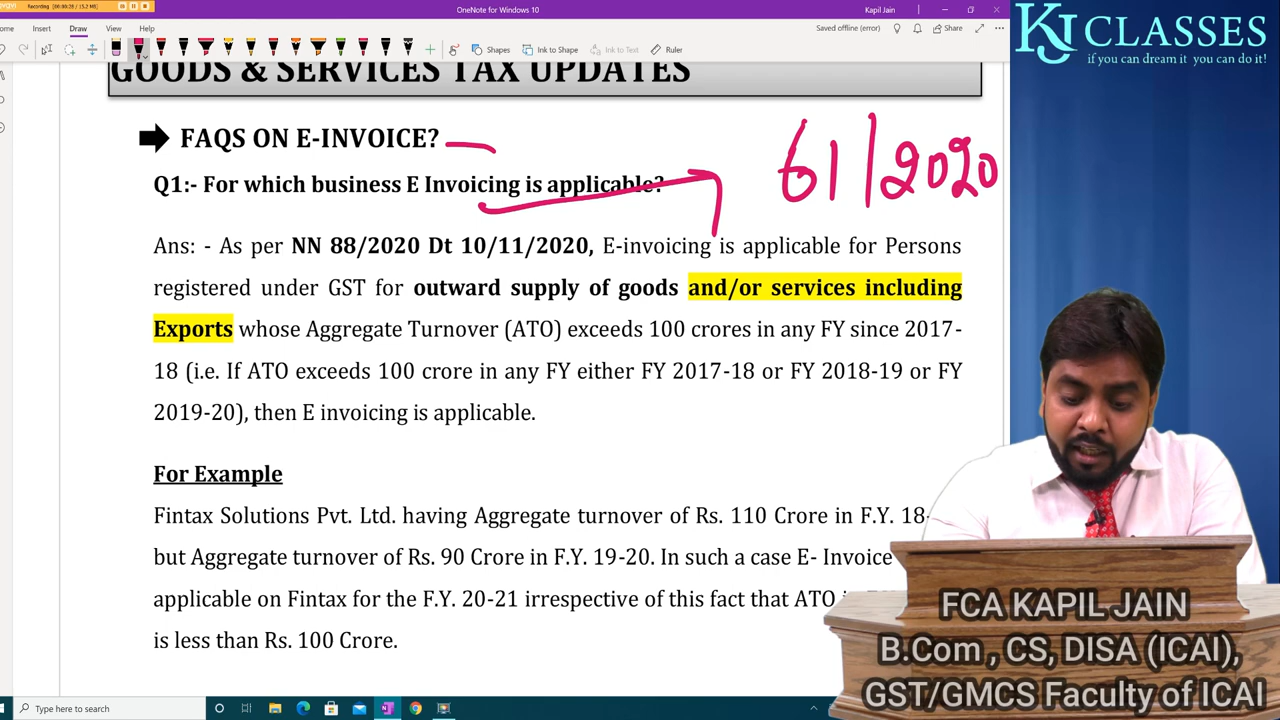 Recording
OneNote for Windows 10
Kapil Jain
Insert Draw View Help
Saved offline (error)
Share
Shapes Ink to Shape Ink to Text Ruler
KJ CLASSES
if you can dream it you can do it!
GOODS & SERVICES TAX UPDATES
FAQS ON E-INVOICE?
61/2020
Q1:- For which business E Invoicing is applicable?
Ans: - As per NN 88/2020 Dt 10/11/2020, E-invoicing is applicable for Persons
registered under GST for outward supply of goods and/or services including
Exports whose Aggregate Turnover (ATO) exceeds 100 crores in any FY since 2017-
18 (i.e. If ATO exceeds 100 crore in any FY either FY 2017-18 or FY 2018-19 or FY
2019-20), then E invoicing is applicable.
For Example
Fintax Solutions Pvt. Ltd. having Aggregate turnover of Rs. 110 Crore in F.Y. 18-
but Aggregate turnover of Rs. 90 Crore in F.Y. 19-20. In such a case E- Invoice
applicable on Fintax for the F.Y. 20-21 irrespective of this fact that ATO
is less than Rs. 100 Crore.
FCA KAPIL JAIN
B.Com , CS, DISA (ICAI),
GST/GMCS Faculty of ICAI
Type here to search